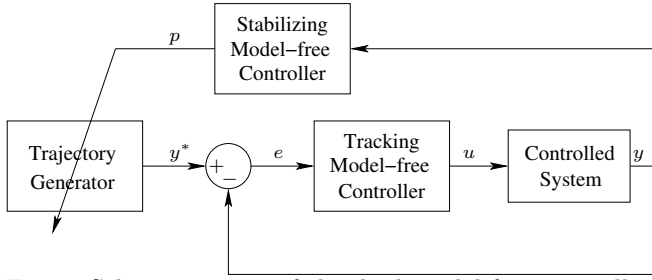 Stabilizing
Model−free
Controller
p
Trajectory
Generator
y*
+
−
e
Tracking
Model−free
Controller
u
Controlled
System
y